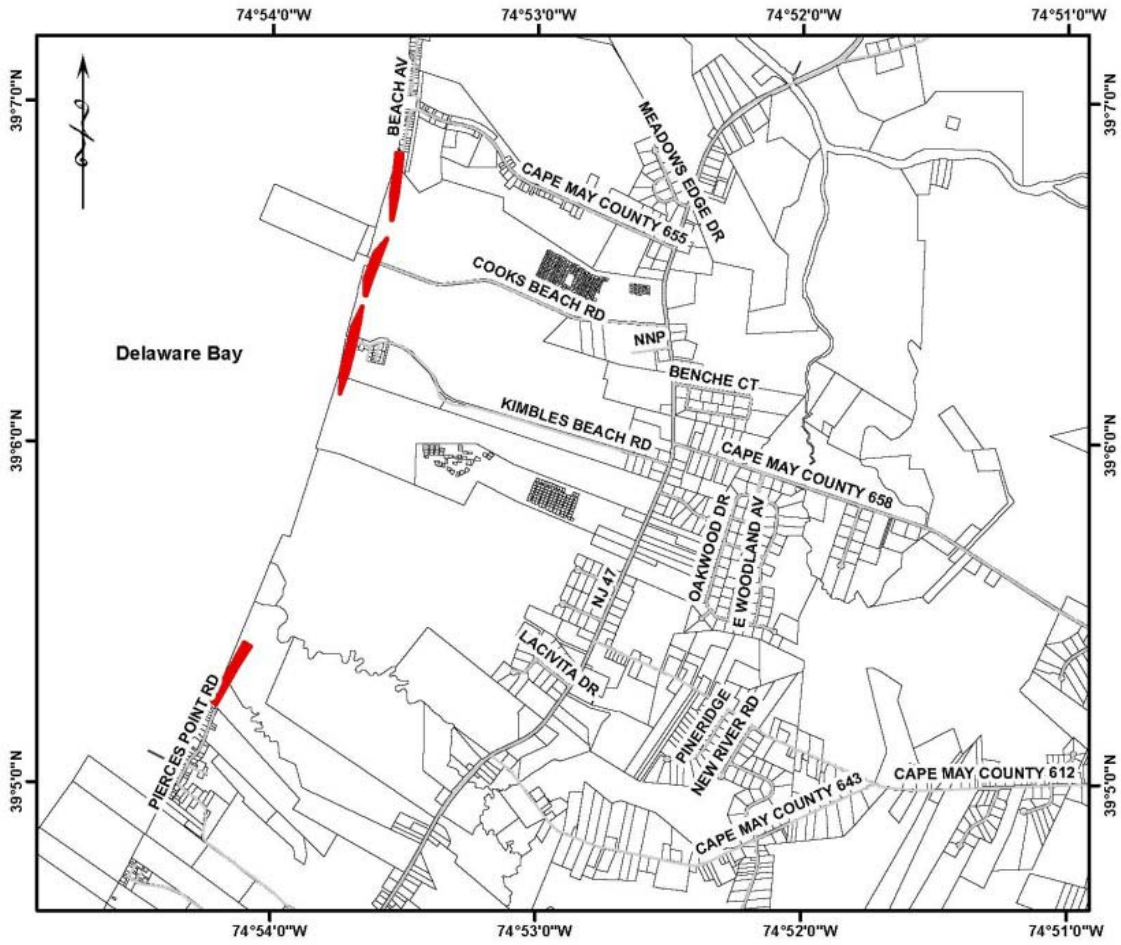 74°54'0"W
74°53'0"W
74°52'0"W
74°51'0"W
39°7'0"N
39°7'0"N
BEACH AV
MEADOWS EDGE DR
CAPE MAY COUNTY 655
COOKS BEACH RD
NNP
Delaware Bay
BENCHE CT
KIMBLES BEACH RD
39°6'0"N
39°6'0"N
CAPE MAY COUNTY 658
OAKWOOD DR
E WOODLAND AV
NJ 47
LACIVITA DR
PIERCES POINT RD
PINERIDGE
NEW RIVER RD
39°5'0"N
39°5'0"N
CAPE MAY COUNTY 612
CAPE MAY COUNTY 643
74°54'0"W
74°53'0"W
74°52'0"W
74°51'0"W